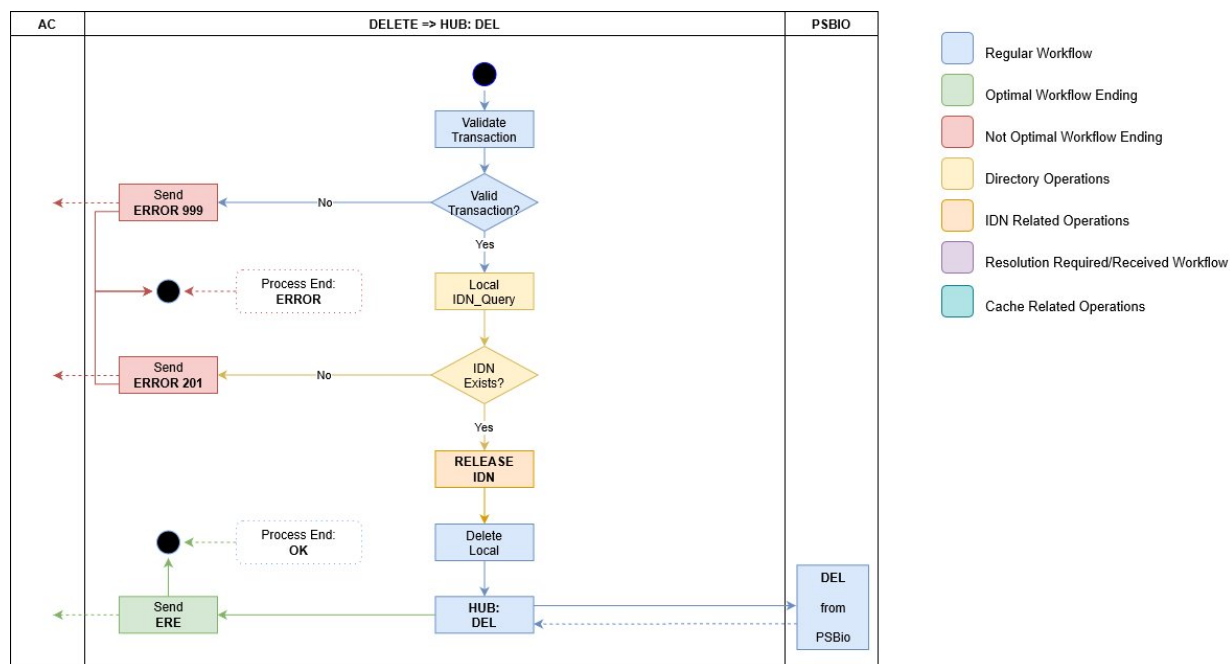 AC
DELETE => HUB: DEL
PSBIO
Validate
Transaction
Valid
Transaction?
No
Send
ERROR 999
Yes
Process End:
ERROR
Local
IDN_Query
IDN
Exists?
No
Send
ERROR 201
Yes
RELEASE
IDN
Process End:
OK
Delete
Local
Send
ERE
HUB:
DEL
DEL
from
PSBio
Regular Workflow
Optimal Workflow Ending
Not Optimal Workflow Ending
Directory Operations
IDN Related Operations
Resolution Required/Received Workflow
Cache Related Operations